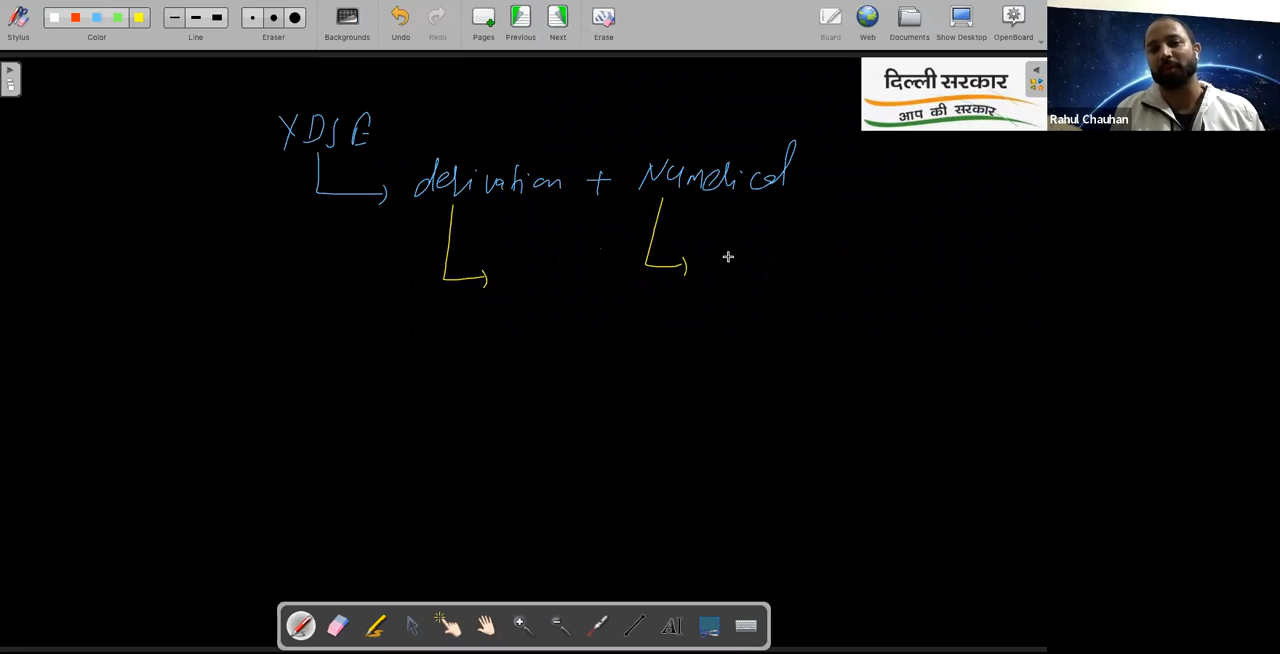 Stylus
Color
Line
Eraser
Backgrounds
Undo
Redo
Pages
Previous
Next
Erase
Board
Web
Documents
Show Desktop
OpenBoard
दिल्ली सरकार
आप की सरकार
Rahul Chauhan
YDSE
derivation + Numerical